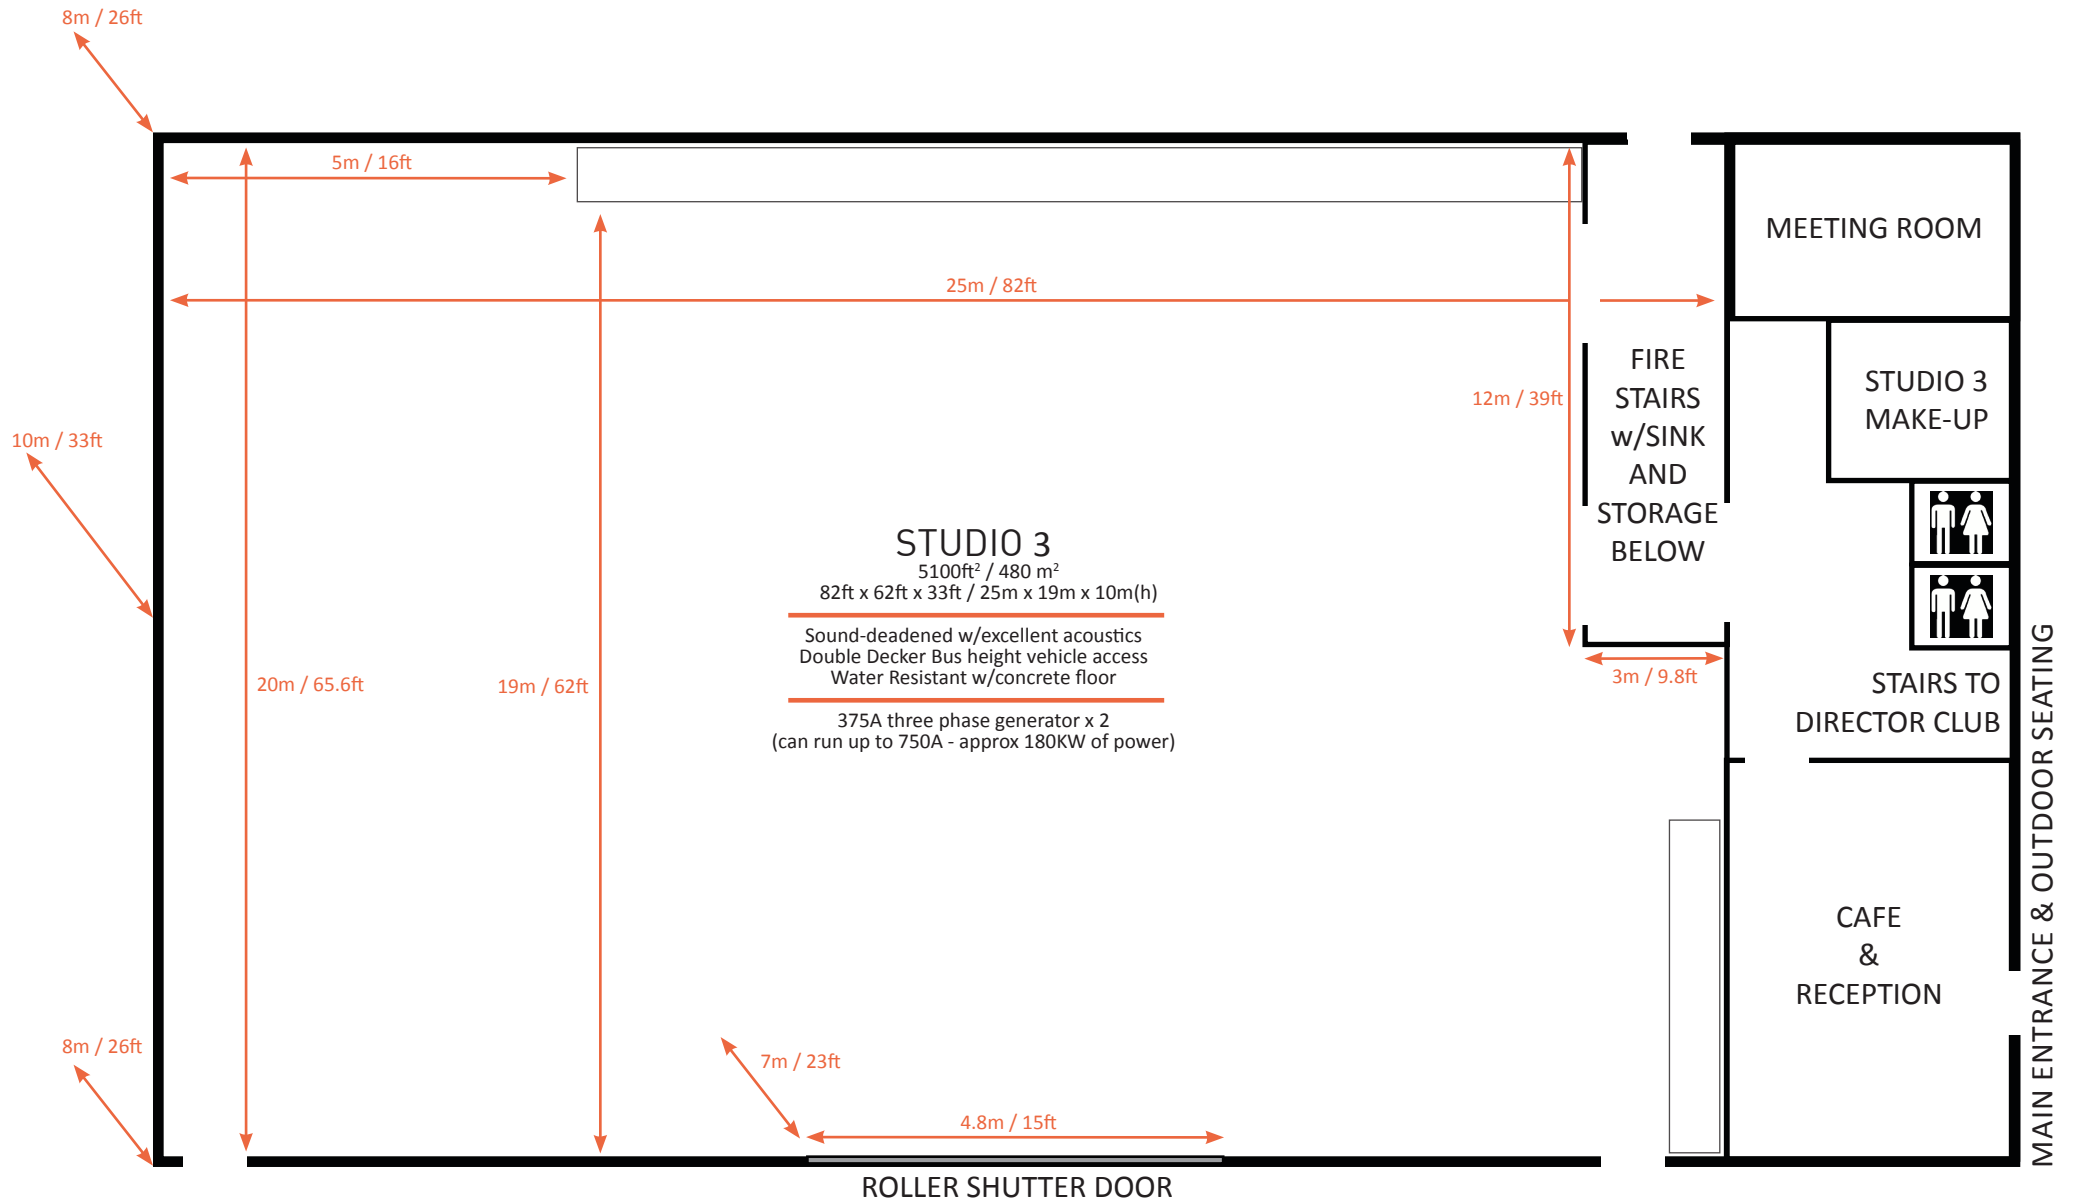 8m / 26ft
5m / 16ft
MEETING ROOM
25m / 82ft
FIRE
STAIRS
w/SINK
AND
STORAGE
BELOW
STUDIO 3
MAKE-UP
12m / 39ft
10m / 33ft
STUDIO 3
5100ft² / 480 m²
82ft x 62ft x 33ft / 25m x 19m x 10m(h)
Sound-deadened w/excellent acoustics
Double Decker Bus height vehicle access
Water Resistant w/concrete floor
375A three phase generator x 2
(can run up to 750A - approx 180KW of power)
20m / 65.6ft
19m / 62ft
3m / 9.8ft
STAIRS TO
DIRECTOR CLUB
MAIN ENTRANCE & OUTDOOR SEATING
CAFE
&
RECEPTION
8m / 26ft
7m / 23ft
4.8m / 15ft
ROLLER SHUTTER DOOR